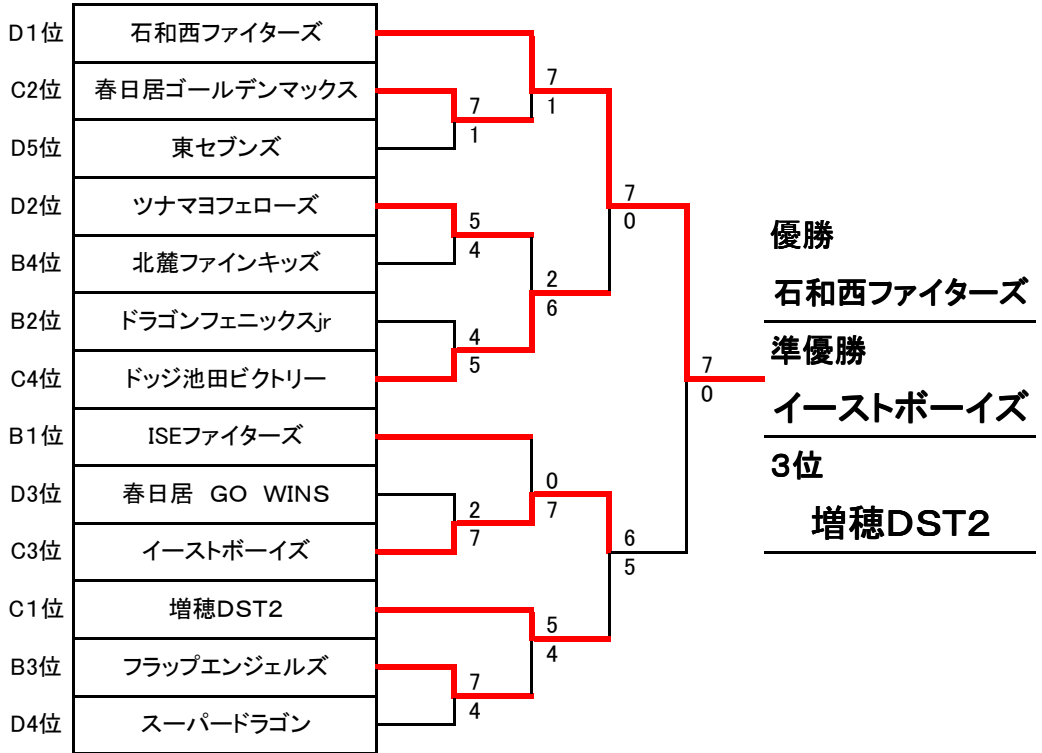 D1位 石和西ファイターズ
C2位 春日居ゴールデンマックス
D5位 東セブンズ
D2位 ツナマヨフェローズ
B4位 北麓ファインキッズ
B2位 ドラゴンフェニックスjr
C4位 ドッジ池田ビクトリー
B1位 ISEファイターズ
D3位 春日居 GO WINS
C3位 イーストボーイズ
C1位 増穂DST2
B3位 フラップエンジェルズ
D4位 スーパードラゴン
7
1
5
4
4
5
2
7
7
4
7
1
2
6
0
7
5
4
7
0
6
5
7
0
優勝
石和西ファイターズ
準優勝
イーストボーイズ
3位
増穂DST2